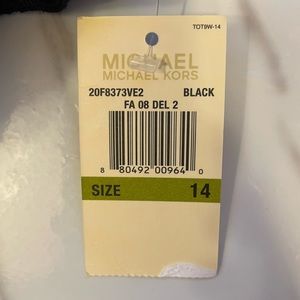 TOT9W-14
MICHAEL
MICHAEL KORS
20F8373VE2 BLACK
FA 08 DEL 2
8 80492 00964 0
SIZE 14